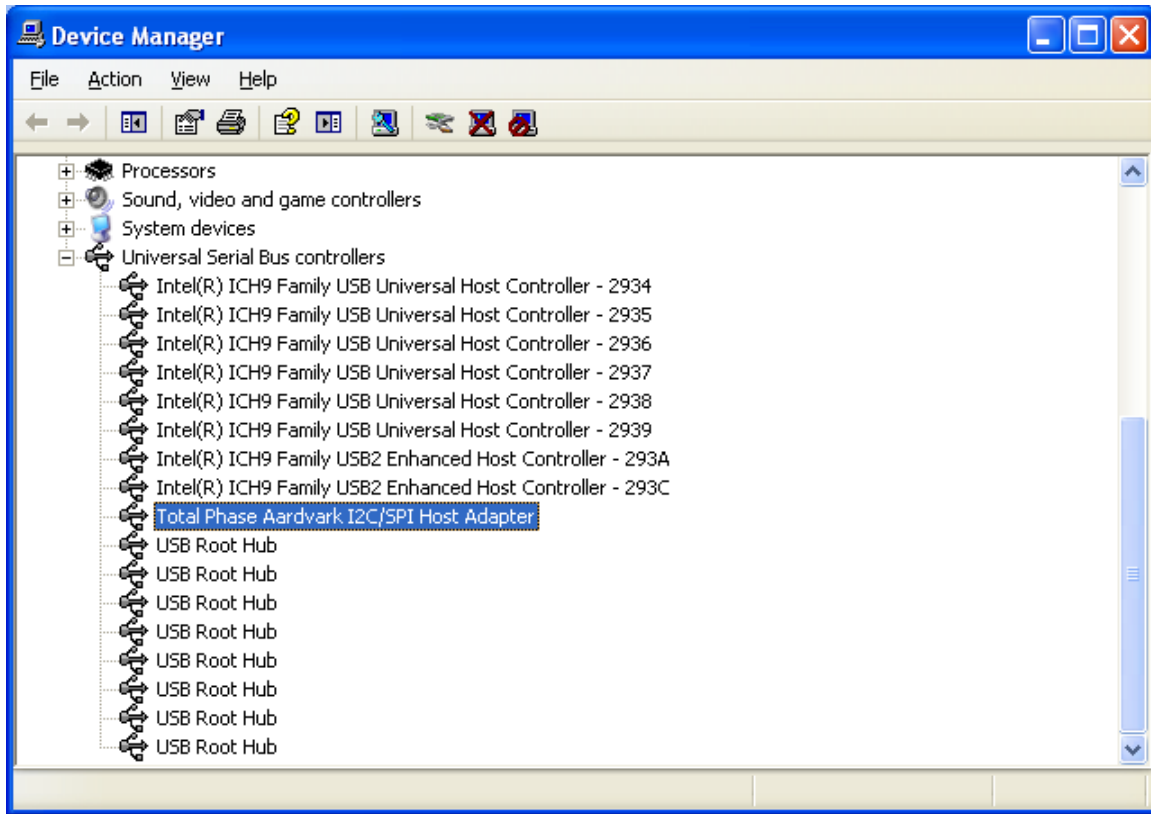 Device Manager
File Action View Help
Processors
Sound, video and game controllers
System devices
Universal Serial Bus controllers
Intel(R) ICH9 Family USB Universal Host Controller - 2934
Intel(R) ICH9 Family USB Universal Host Controller - 2935
Intel(R) ICH9 Family USB Universal Host Controller - 2936
Intel(R) ICH9 Family USB Universal Host Controller - 2937
Intel(R) ICH9 Family USB Universal Host Controller - 2938
Intel(R) ICH9 Family USB Universal Host Controller - 2939
Intel(R) ICH9 Family USB2 Enhanced Host Controller - 293A
Intel(R) ICH9 Family USB2 Enhanced Host Controller - 293C
Total Phase Aardvark I2C/SPI Host Adapter
USB Root Hub
USB Root Hub
USB Root Hub
USB Root Hub
USB Root Hub
USB Root Hub
USB Root Hub
USB Root Hub